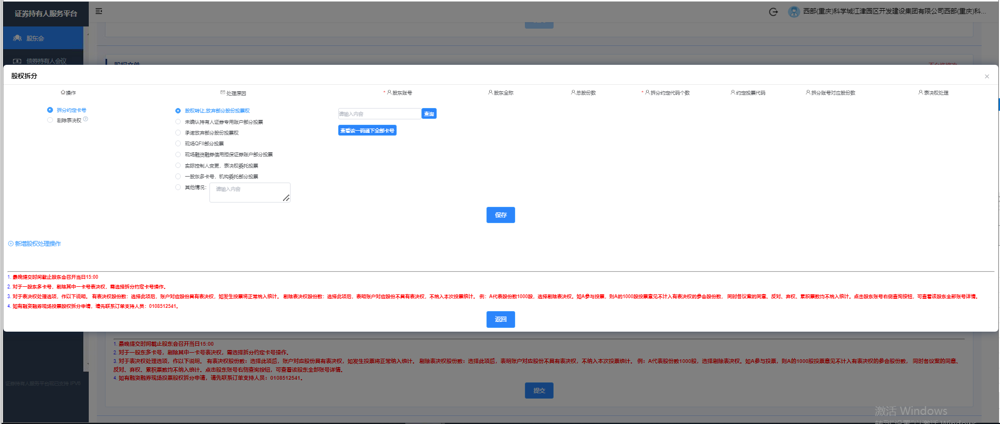 证券持有人服务平台
西部(重庆)科学城江津园区开发建设集团有限公司西部(重庆)科...
股东会
债券持有人会议
股权文件
股权拆分
操作
处理原因
* 股东账号
股东全称
总股份数
* 拆分约定代码个数
约定投票代码
拆分账号对应股份数
表决权处理
拆分约定卡号
剔除表决权
股权转让,放弃部分股份投票权
未确认持有人证券专用账户部分投票
承诺放弃部分股份投票权
现场QFII部分投票
现场融资融券信用担保证券账户部分投票
实际控制人变更，表决权委托投票
一股东多卡号，机构委托部分投票
其他情况:
请输入内容
请输入内容
查询
查看该一码通下全部卡号
保存
新增股权处理操作
1. 最晚提交时间截止股东会召开当日15:00
2. 对于一股东多卡号，剔除其中一卡号表决权，需选择拆分约定卡号操作。
3. 对于表决权处理选项，作以下说明。 有表决权股份数：选择此项后，账户对应股份具有表决权，如发生投票将正常纳入统计。 剔除表决权股份数：选择此项后，表明账户对应股份不具有表决权，不纳入本次投票统计。 例：A代表股份数1000股，选择剔除表决权。如A参与投票，则A的1000股投票意见不计入有表决权的参会股份数， 同时各议案的同意、反对、弃权、累积票数均不纳入统计。点击股东账号右侧查询按钮，可查看该股东全部账号详情。
4. 如有融资融券现场投票股权拆分申请，请先联系订单支持人员：0108512541。
返回
1. 最晚提交时间截止股东会召开当日15:00
2. 对于一股东多卡号，剔除其中一卡号表决权，需选择拆分约定卡号操作。
3. 对于表决权处理选项，作以下说明。 有表决权股份数：选择此项后，账户对应股份具有表决权，如发生投票将正常纳入统计。 剔除表决权股份数：选择此项后，表明账户对应股份不具有表决权，不纳入本次投票统计。 例：A代表股份数1000股，选择剔除表决权。如A参与投票，则A的1000股投票意见不计入有表决权的参会股份数， 同时各议案的同意、
反对、弃权、累积票数均不纳入统计。点击股东账号右侧查询按钮，可查看该股东全部账号详情。
4. 如有融资融券现场投票股权拆分申请，请先联系订单支持人员：0108512541。
证券持有人服务平台现已支持 IPV6
提交
激活 Windows
转到"设置"以激活 Windows